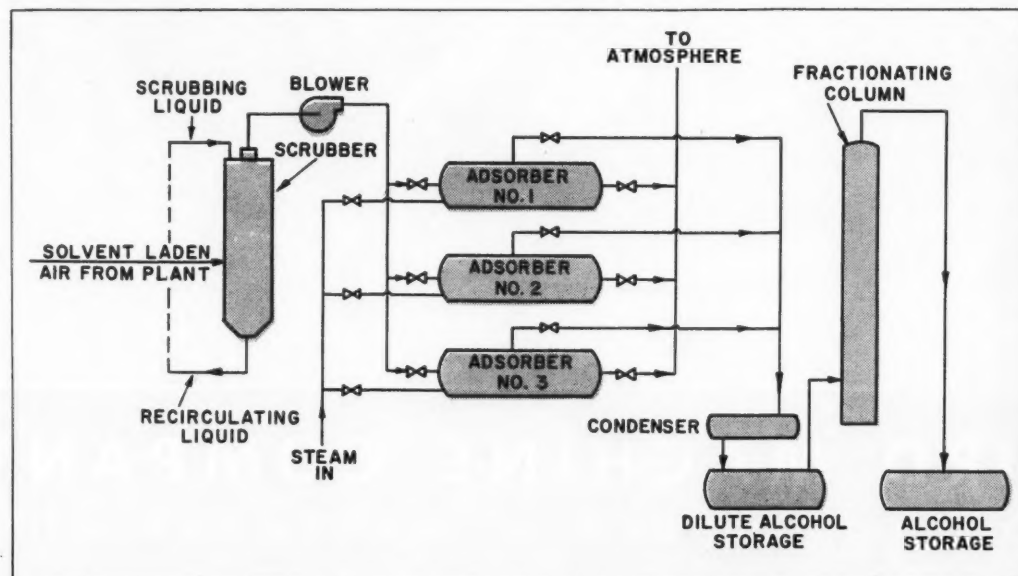 TO
ATMOSPHERE
FRACTIONATING
COLUMN
BLOWER
SCRUBBING
LIQUID
SCRUBBER
ADSORBER
NO. 1
SOLVENT LADEN
AIR FROM PLANT
ADSORBER
NO. 2
ADSORBER
NO. 3
RECIRCULATING
LIQUID
STEAM
IN
CONDENSER
DILUTE ALCOHOL
STORAGE
ALCOHOL
STORAGE